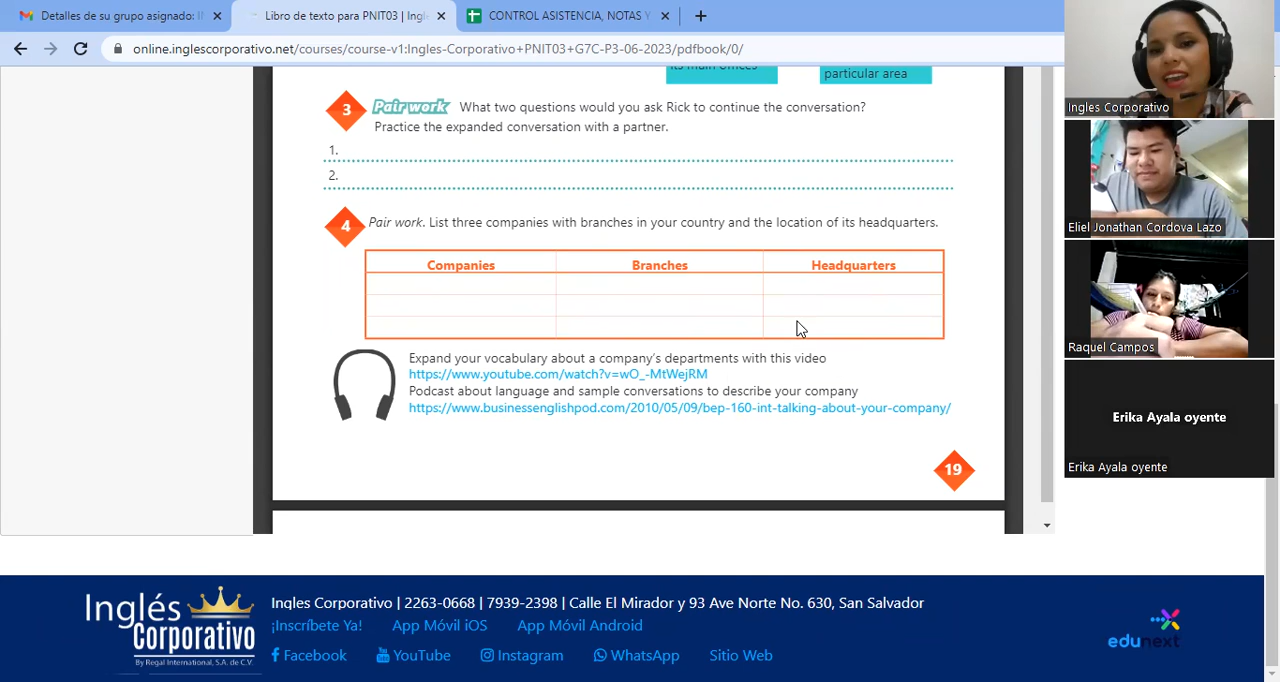 Detalles de su grupo asignado: I
Libro de texto para PNIT03 | Ingl
CONTROL ASISTENCIA, NOTAS Y
online.inglescorporativo.net/courses/course-v1:Ingles-Corporativo+PNIT03+G7C-P3-06-2023/pdfbook/0/
its main offices
particular area
3 Pair work What two questions would you ask Rick to continue the conversation?
Practice the expanded conversation with a partner.
1.
2.
4 Pair work. List three companies with branches in your country and the location of its headquarters.
Companies Branches Headquarters
Expand your vocabulary about a company's departments with this video
https://www.youtube.com/watch?v=wO_-MtWejRM
Podcast about language and sample conversations to describe your company
https://www.businessenglishpod.com/2010/05/09/bep-160-int-talking-about-your-company/
19
Ingles Corporativo
Eliel Jonathan Cordova Lazo
Raquel Campos
Erika Ayala oyente
Erika Ayala oyente
Inglés
Corporativo
By Regal International, S.A. de C.V.
Ingles Corporativo | 2263-0668 | 7939-2398 | Calle El Mirador y 93 Ave Norte No. 630, San Salvador
¡Inscríbete Ya! App Móvil iOS App Móvil Android
Facebook YouTube Instagram WhatsApp Sitio Web
edunext